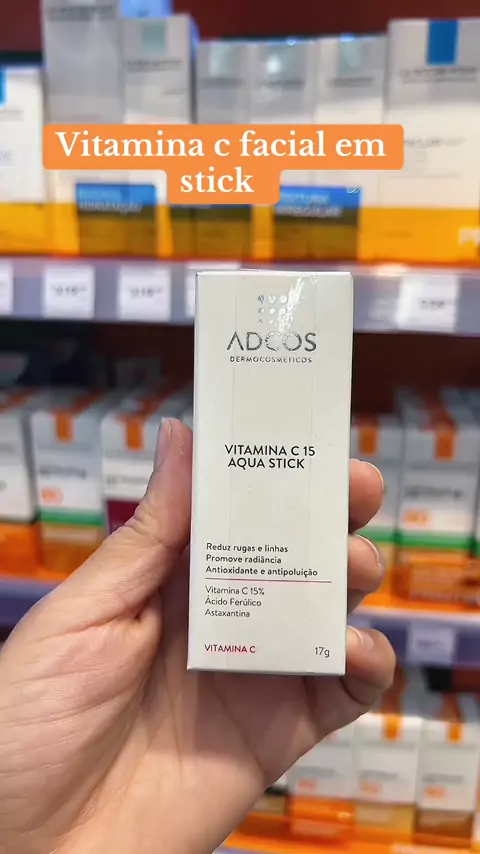 Vitamina c facial em
stick
ADCOS
DERMOCOSMÉTICOS
VITAMINA C 15
AQUA STICK
Reduz rugas e linhas
Promove radiância
Antioxidante e antipoluição
Vitamina C 15%
Ácido Ferúlico
Astaxantina
VITAMINA C 17g